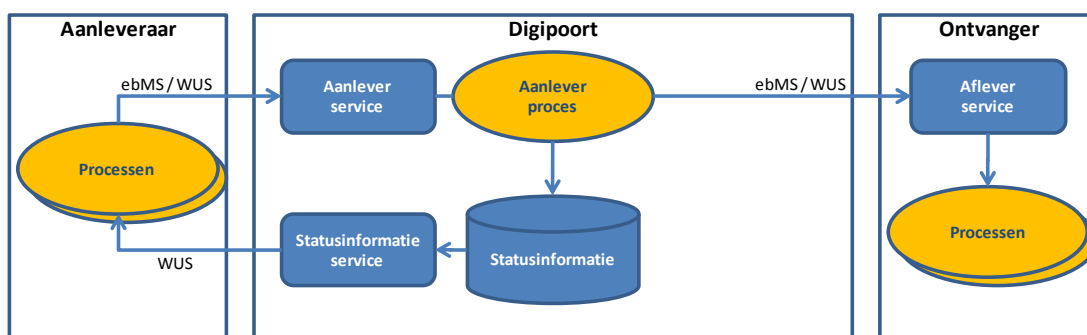 Aanleveraar
Digipoort
Ontvanger
ebMS / WUS
Aanlever
service
Aanlever
proces
ebMS / WUS
Aflever
service
Processen
Statusinformatie
service
Statusinformatie
Processen
WUS